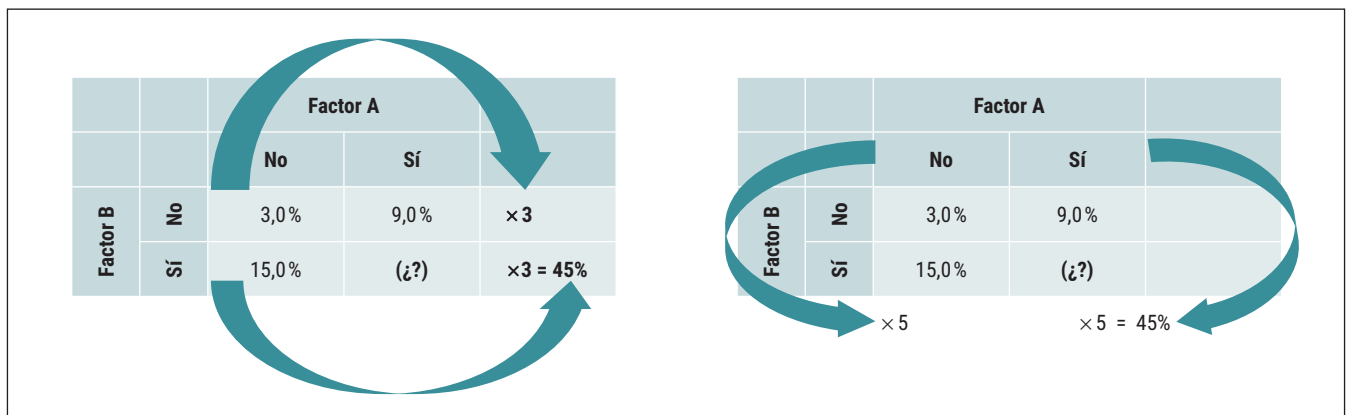 Factor A
No Sí
Factor B
No 3,0 % 9,0 % ×3
Sí 15,0 % (¿?) ×3 = 45%
Factor A
No Sí
Factor B
No 3,0 % 9,0 %
Sí 15,0 % (¿?)
×5 ×5 = 45%